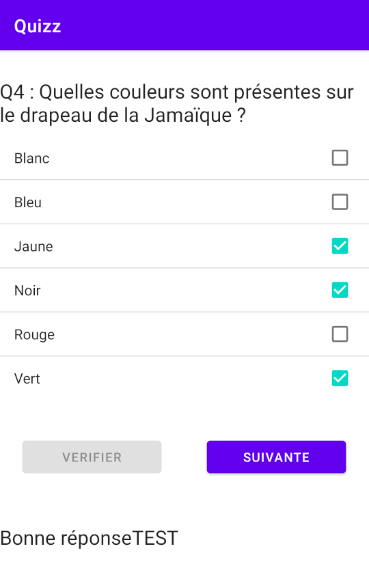 Quizz
Q4 : Quelles couleurs sont présentes sur
le drapeau de la Jamaïque ?
Blanc
Bleu
Jaune
Noir
Rouge
Vert
VERIFIER
SUIVANTE
Bonne réponseTEST